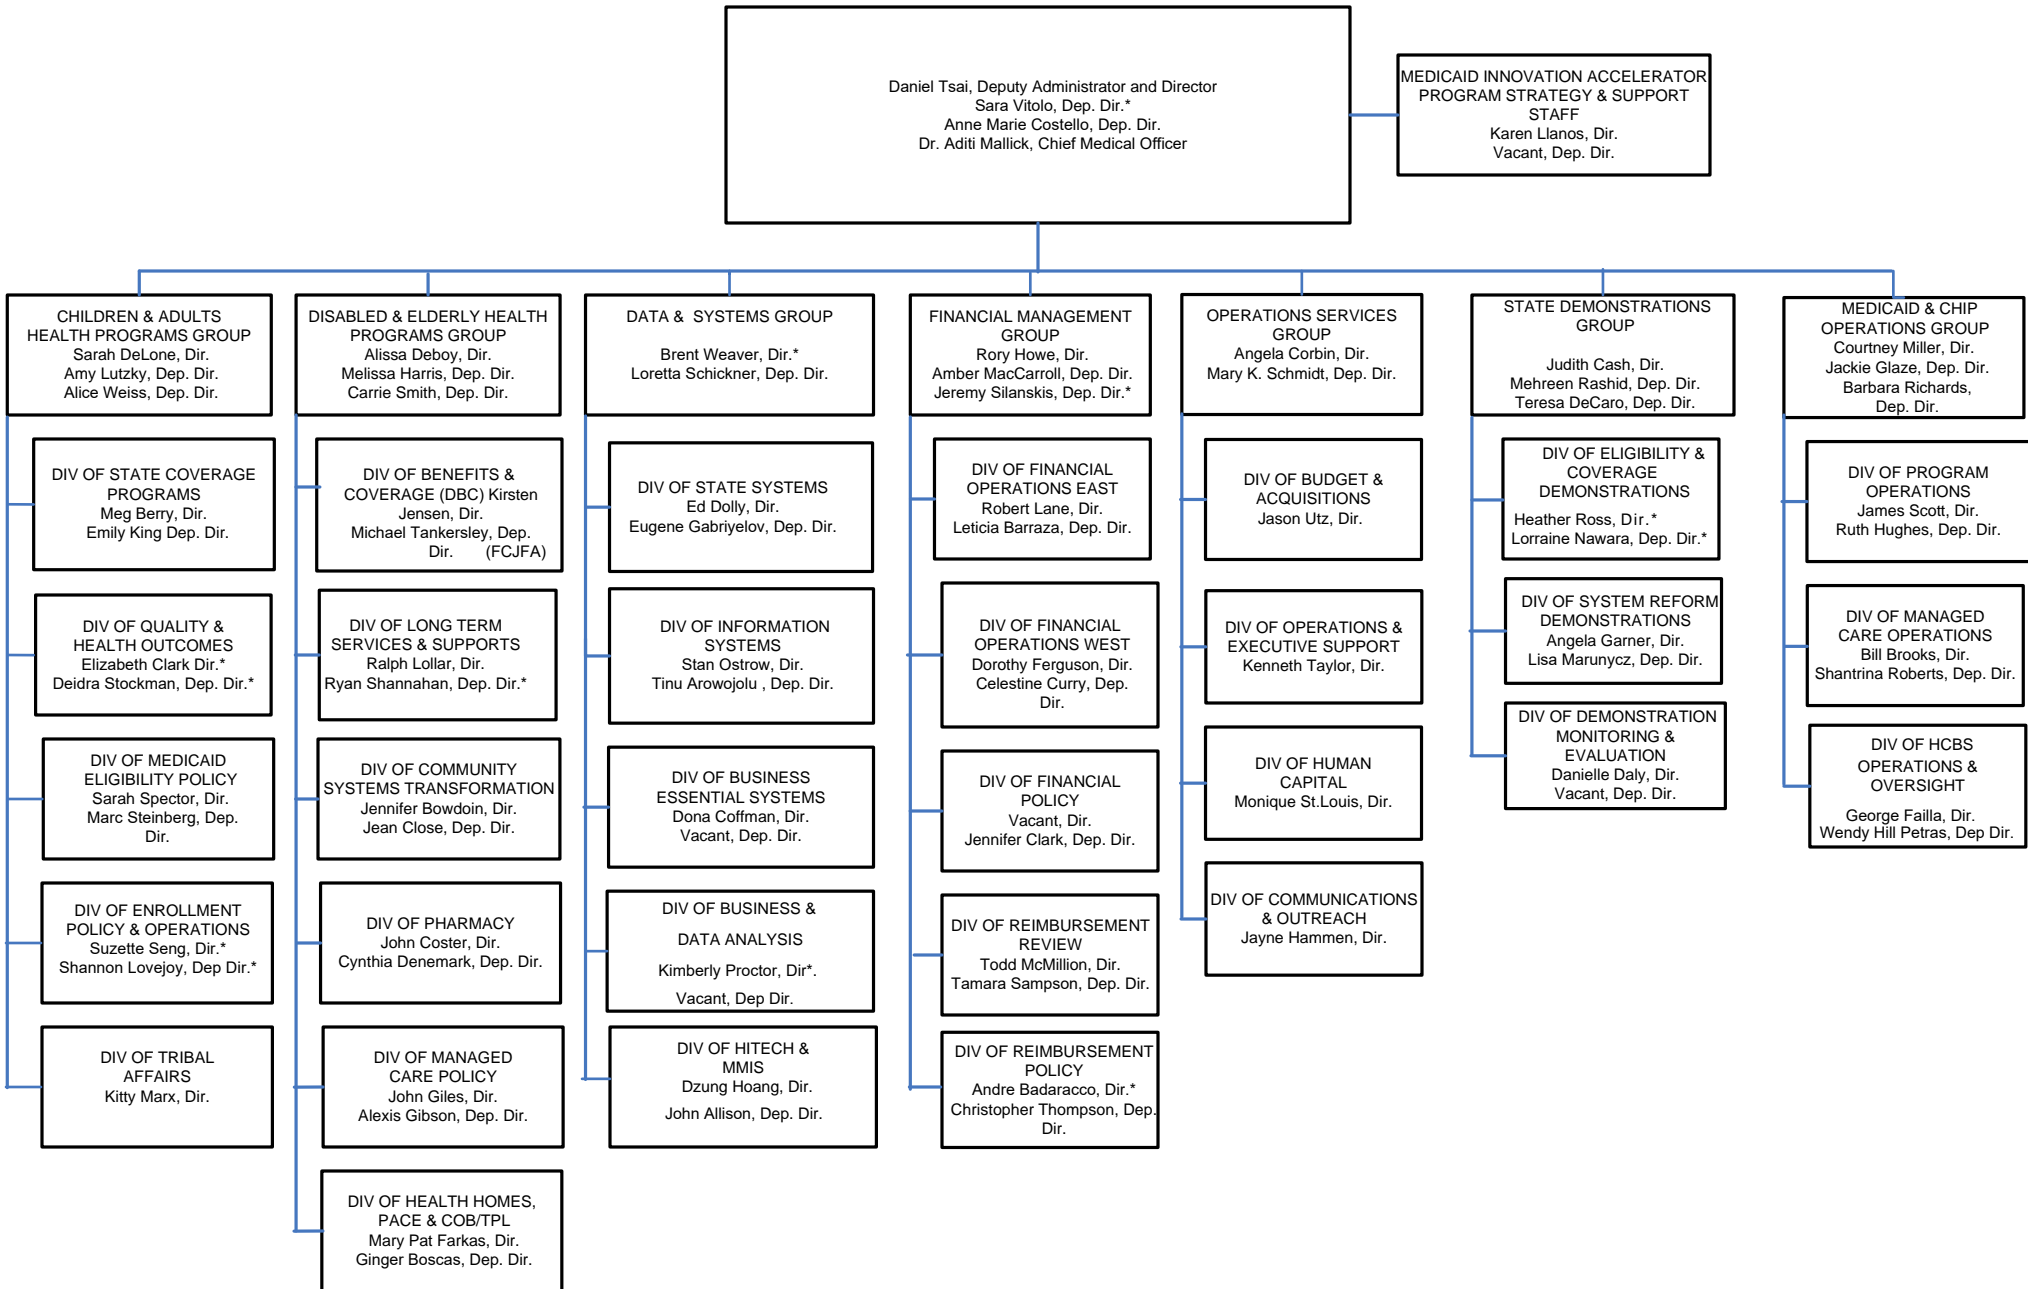 Daniel Tsai, Deputy Administrator and Director
Sara Vitolo, Dep. Dir.*
Anne Marie Costello, Dep. Dir.
Dr. Aditi Mallick, Chief Medical Officer
MEDICAID INNOVATION ACCELERATOR
PROGRAM STRATEGY & SUPPORT
STAFF
Karen Llanos, Dir.
Vacant, Dep. Dir.
CHILDREN & ADULTS
HEALTH PROGRAMS GROUP
Sarah DeLone, Dir.
Amy Lutzky, Dep. Dir.
Alice Weiss, Dep. Dir.
DIV OF STATE COVERAGE
PROGRAMS
Meg Berry, Dir.
Emily King Dep. Dir.
DIV OF QUALITY &
HEALTH OUTCOMES
Elizabeth Clark Dir.*
Deidra Stockman, Dep. Dir.*
DIV OF MEDICAID
ELIGIBILITY POLICY
Sarah Spector, Dir.
Marc Steinberg, Dep.
Dir.
DIV OF ENROLLMENT
POLICY & OPERATIONS
Suzette Seng, Dir.*
Shannon Lovejoy, Dep Dir.*
DIV OF TRIBAL
AFFAIRS
Kitty Marx, Dir.
DISABLED & ELDERLY HEALTH
PROGRAMS GROUP
Alissa Deboy, Dir.
Melissa Harris, Dep. Dir.
Carrie Smith, Dep. Dir.
DIV OF BENEFITS &
COVERAGE (DBC) Kirsten
Jensen, Dir.
Michael Tankersley, Dep.
Dir. (FCJFA)
DIV OF LONG TERM
SERVICES & SUPPORTS
Ralph Lollar, Dir.
Ryan Shannahan, Dep. Dir.*
DIV OF COMMUNITY
SYSTEMS TRANSFORMATION
Jennifer Bowdoin, Dir.
Jean Close, Dep. Dir.
DIV OF PHARMACY
John Coster, Dir.
Cynthia Denemark, Dep. Dir.
DIV OF MANAGED
CARE POLICY
John Giles, Dir.
Alexis Gibson, Dep. Dir.
DIV OF HEALTH HOMES,
PACE & COB/TPL
Mary Pat Farkas, Dir.
Ginger Boscas, Dep. Dir.
DATA & SYSTEMS GROUP
Brent Weaver, Dir.*
Loretta Schickner, Dep. Dir.
DIV OF STATE SYSTEMS
Ed Dolly, Dir.
Eugene Gabriyelov, Dep. Dir.
DIV OF INFORMATION
SYSTEMS
Stan Ostrow, Dir.
Tinu Arowojolu , Dep. Dir.
DIV OF BUSINESS
ESSENTIAL SYSTEMS
Dona Coffman, Dir.
Vacant, Dep. Dir.
DIV OF BUSINESS &
DATA ANALYSIS
Kimberly Proctor, Dir*.
Vacant, Dep Dir.
DIV OF HITECH &
MMIS
Dzung Hoang, Dir.
John Allison, Dep. Dir.
FINANCIAL MANAGEMENT
GROUP
Rory Howe, Dir.
Amber MacCarroll, Dep. Dir.
Jeremy Silanskis, Dep. Dir.*
DIV OF FINANCIAL
OPERATIONS EAST
Robert Lane, Dir.
Leticia Barraza, Dep. Dir.
DIV OF FINANCIAL
OPERATIONS WEST
Dorothy Ferguson, Dir.
Celestine Curry, Dep.
Dir.
DIV OF FINANCIAL
POLICY
Vacant, Dir.
Jennifer Clark, Dep. Dir.
DIV OF REIMBURSEMENT
REVIEW
Todd McMillion, Dir.
Tamara Sampson, Dep. Dir.
DIV OF REIMBURSEMENT
POLICY
Andre Badaracco, Dir.*
Christopher Thompson, Dep.
Dir.
OPERATIONS SERVICES
GROUP
Angela Corbin, Dir.
Mary K. Schmidt, Dep. Dir.
DIV OF BUDGET &
ACQUISITIONS
Jason Utz, Dir.
DIV OF OPERATIONS &
EXECUTIVE SUPPORT
Kenneth Taylor, Dir.
DIV OF HUMAN
CAPITAL
Monique St.Louis, Dir.
DIV OF COMMUNICATIONS
& OUTREACH
Jayne Hammen, Dir.
STATE DEMONSTRATIONS
GROUP
Judith Cash, Dir.
Mehreen Rashid, Dep. Dir.
Teresa DeCaro, Dep. Dir.
DIV OF ELIGIBILITY &
COVERAGE
DEMONSTRATIONS
Heather Ross, Dir.*
Lorraine Nawara, Dep. Dir.*
DIV OF SYSTEM REFORM
DEMONSTRATIONS
Angela Garner, Dir.
Lisa Marunycz, Dep. Dir.
DIV OF DEMONSTRATION
MONITORING &
EVALUATION
Danielle Daly, Dir.
Vacant, Dep. Dir.
MEDICAID & CHIP
OPERATIONS GROUP
Courtney Miller, Dir.
Jackie Glaze, Dep. Dir.
Barbara Richards,
Dep. Dir.
DIV OF PROGRAM
OPERATIONS
James Scott, Dir.
Ruth Hughes, Dep. Dir.
DIV OF MANAGED
CARE OPERATIONS
Bill Brooks, Dir.
Shantrina Roberts, Dep. Dir.
DIV OF HCBS
OPERATIONS &
OVERSIGHT
George Failla, Dir.
Wendy Hill Petras, Dep Dir.